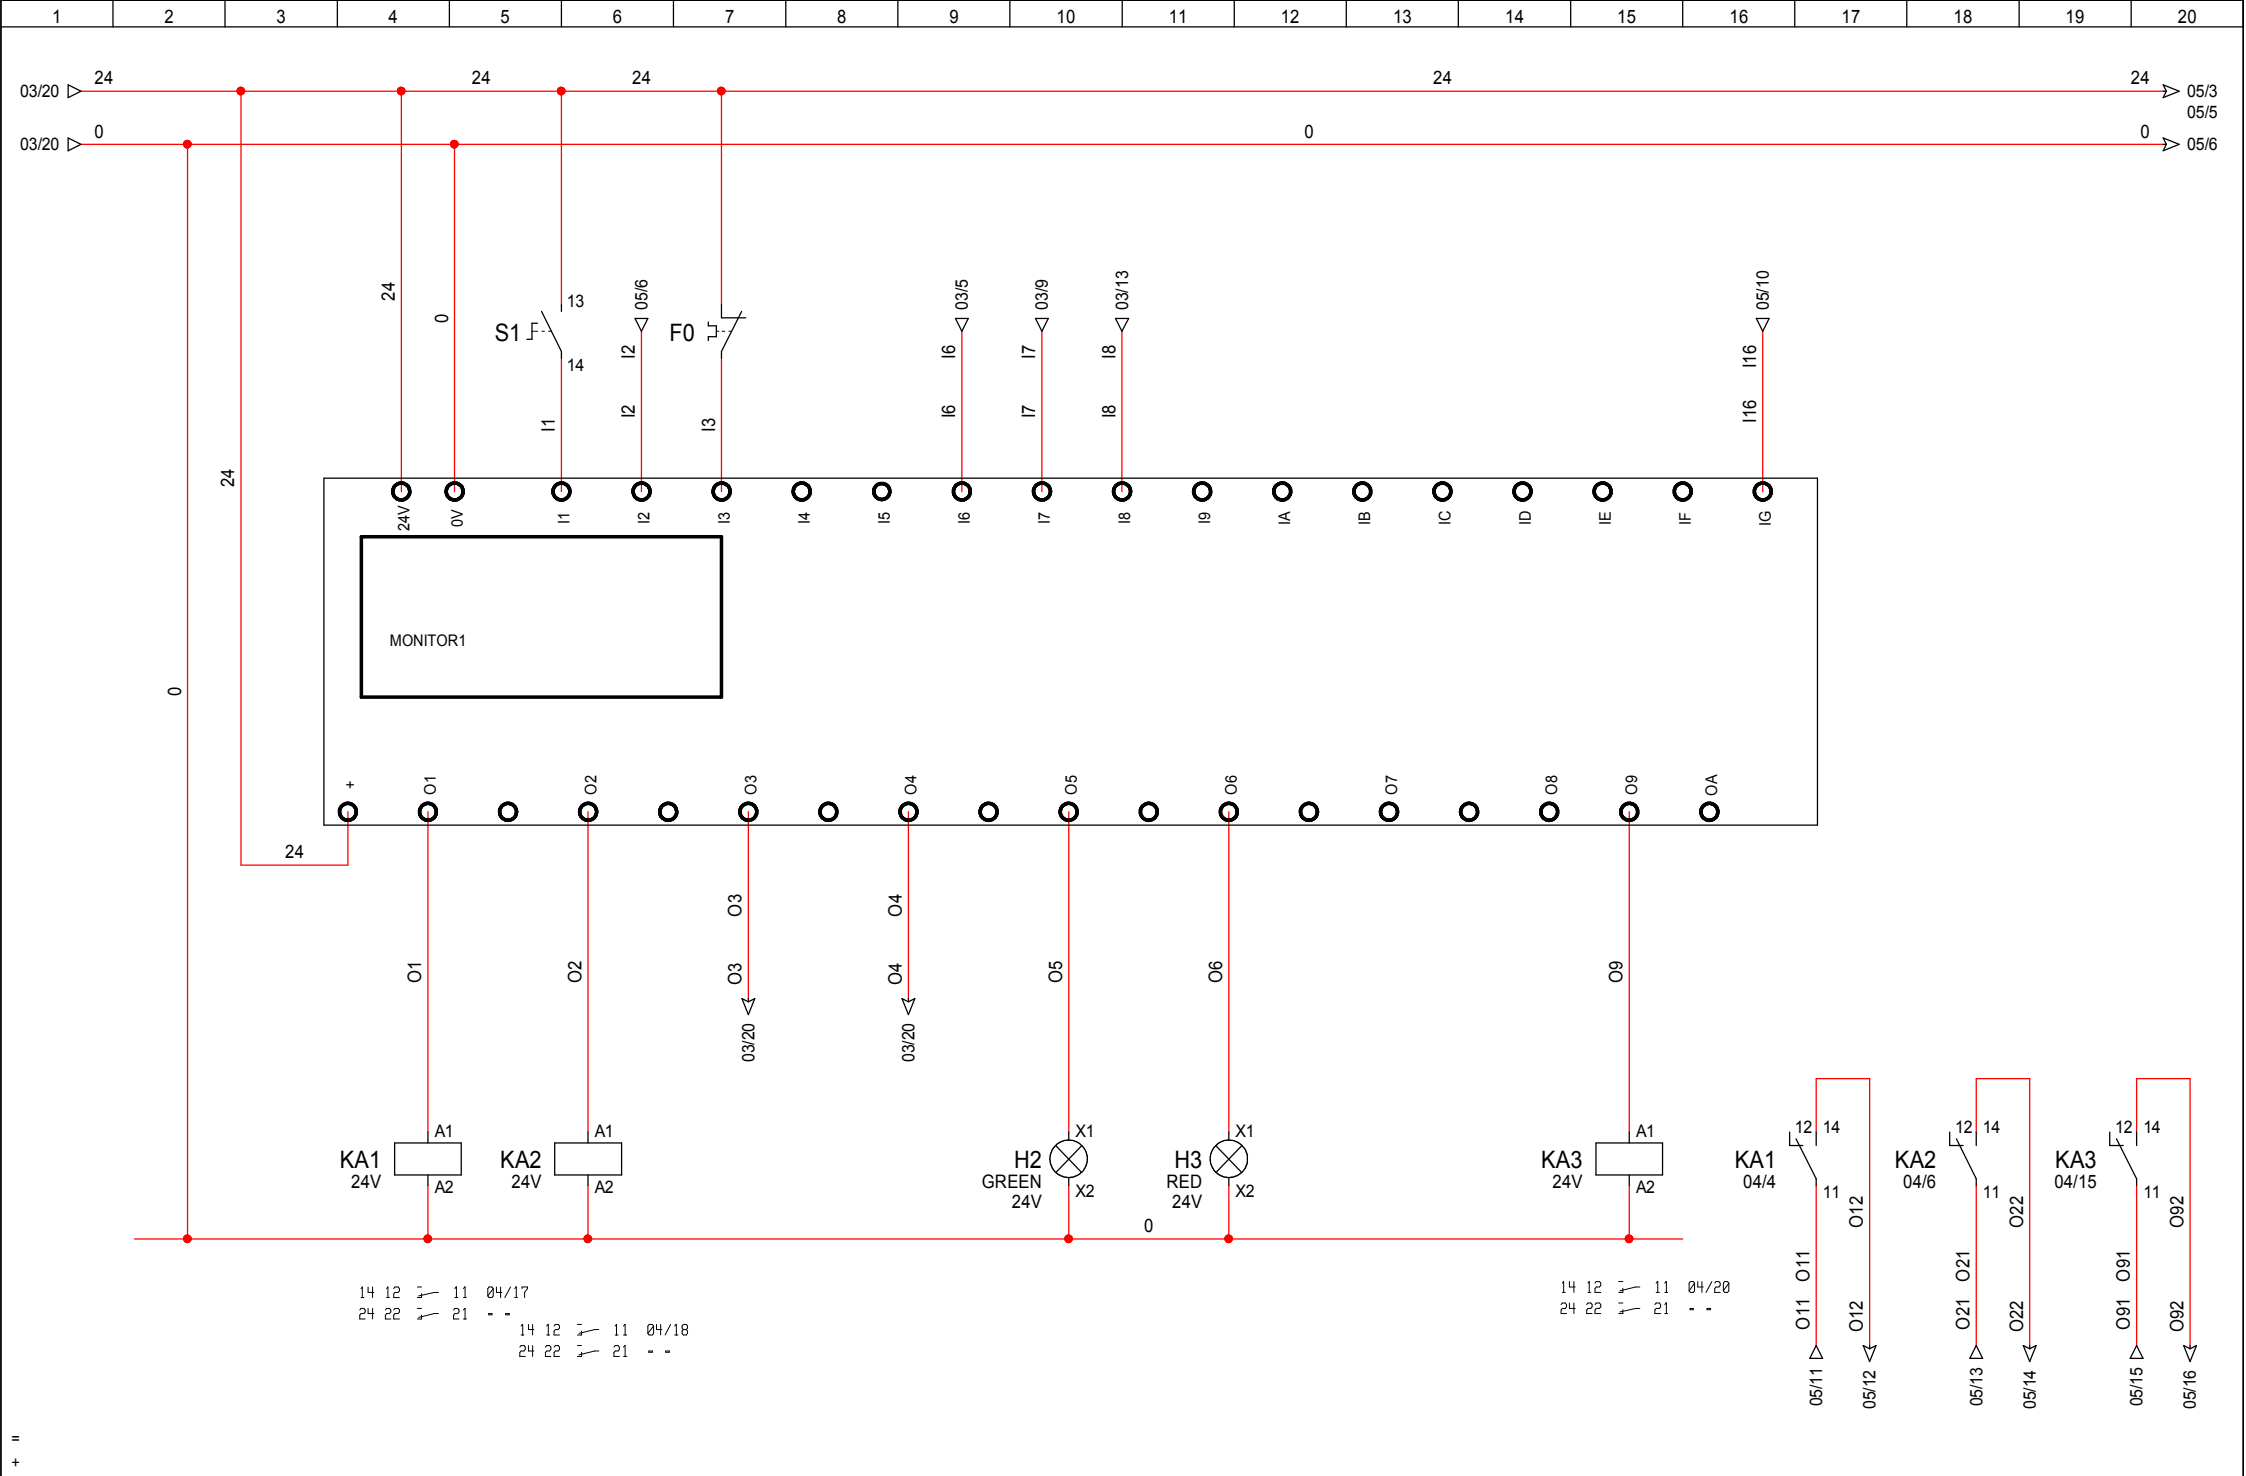 1 2 3 4 5 6 7 8 9 10 11 12 13 14 15 16 17 18 19 20
24 24 24 24 24
03/20 05/3
05/5
0 0 0
03/20 05/6
05/6 03/5 03/9 03/13 05/10
24 0 13
S1 F0
14 I2 I6 I7 I8 I16
I1 I2 I3 I6 I7 I8 I16
24
24V 0V I1 I2 I3 I4 I5 I6 I7 I8 I9 IA IB IC ID IE IF IG
MONITOR1
0
+ O1 O2 O3 O4 O5 O6 O7 O8 O9 OA
24
O3 O4
O1 O2 O3 O4 O5 O6 O9
03/20 03/20
A1 A1 X1 X1 A1 12 14 12 14 12 14
KA1 KA2 H2 H3 KA3 KA1 KA2 KA3
24V 24V GREEN RED 24V 04/4 04/6 04/15
A2 A2 X2 X2 A2 11 11 11
24V 24V
0 O12 O22 O92
O11 O21 O91
14 12 11 04/17
24 22 21 - -
14 12 11 04/18
24 22 21 - -
14 12 11 04/20
24 22 21 - -
O11 O12 O21 O22 O91 O92
05/11 05/12 05/13 05/14 05/15 05/16
=
+